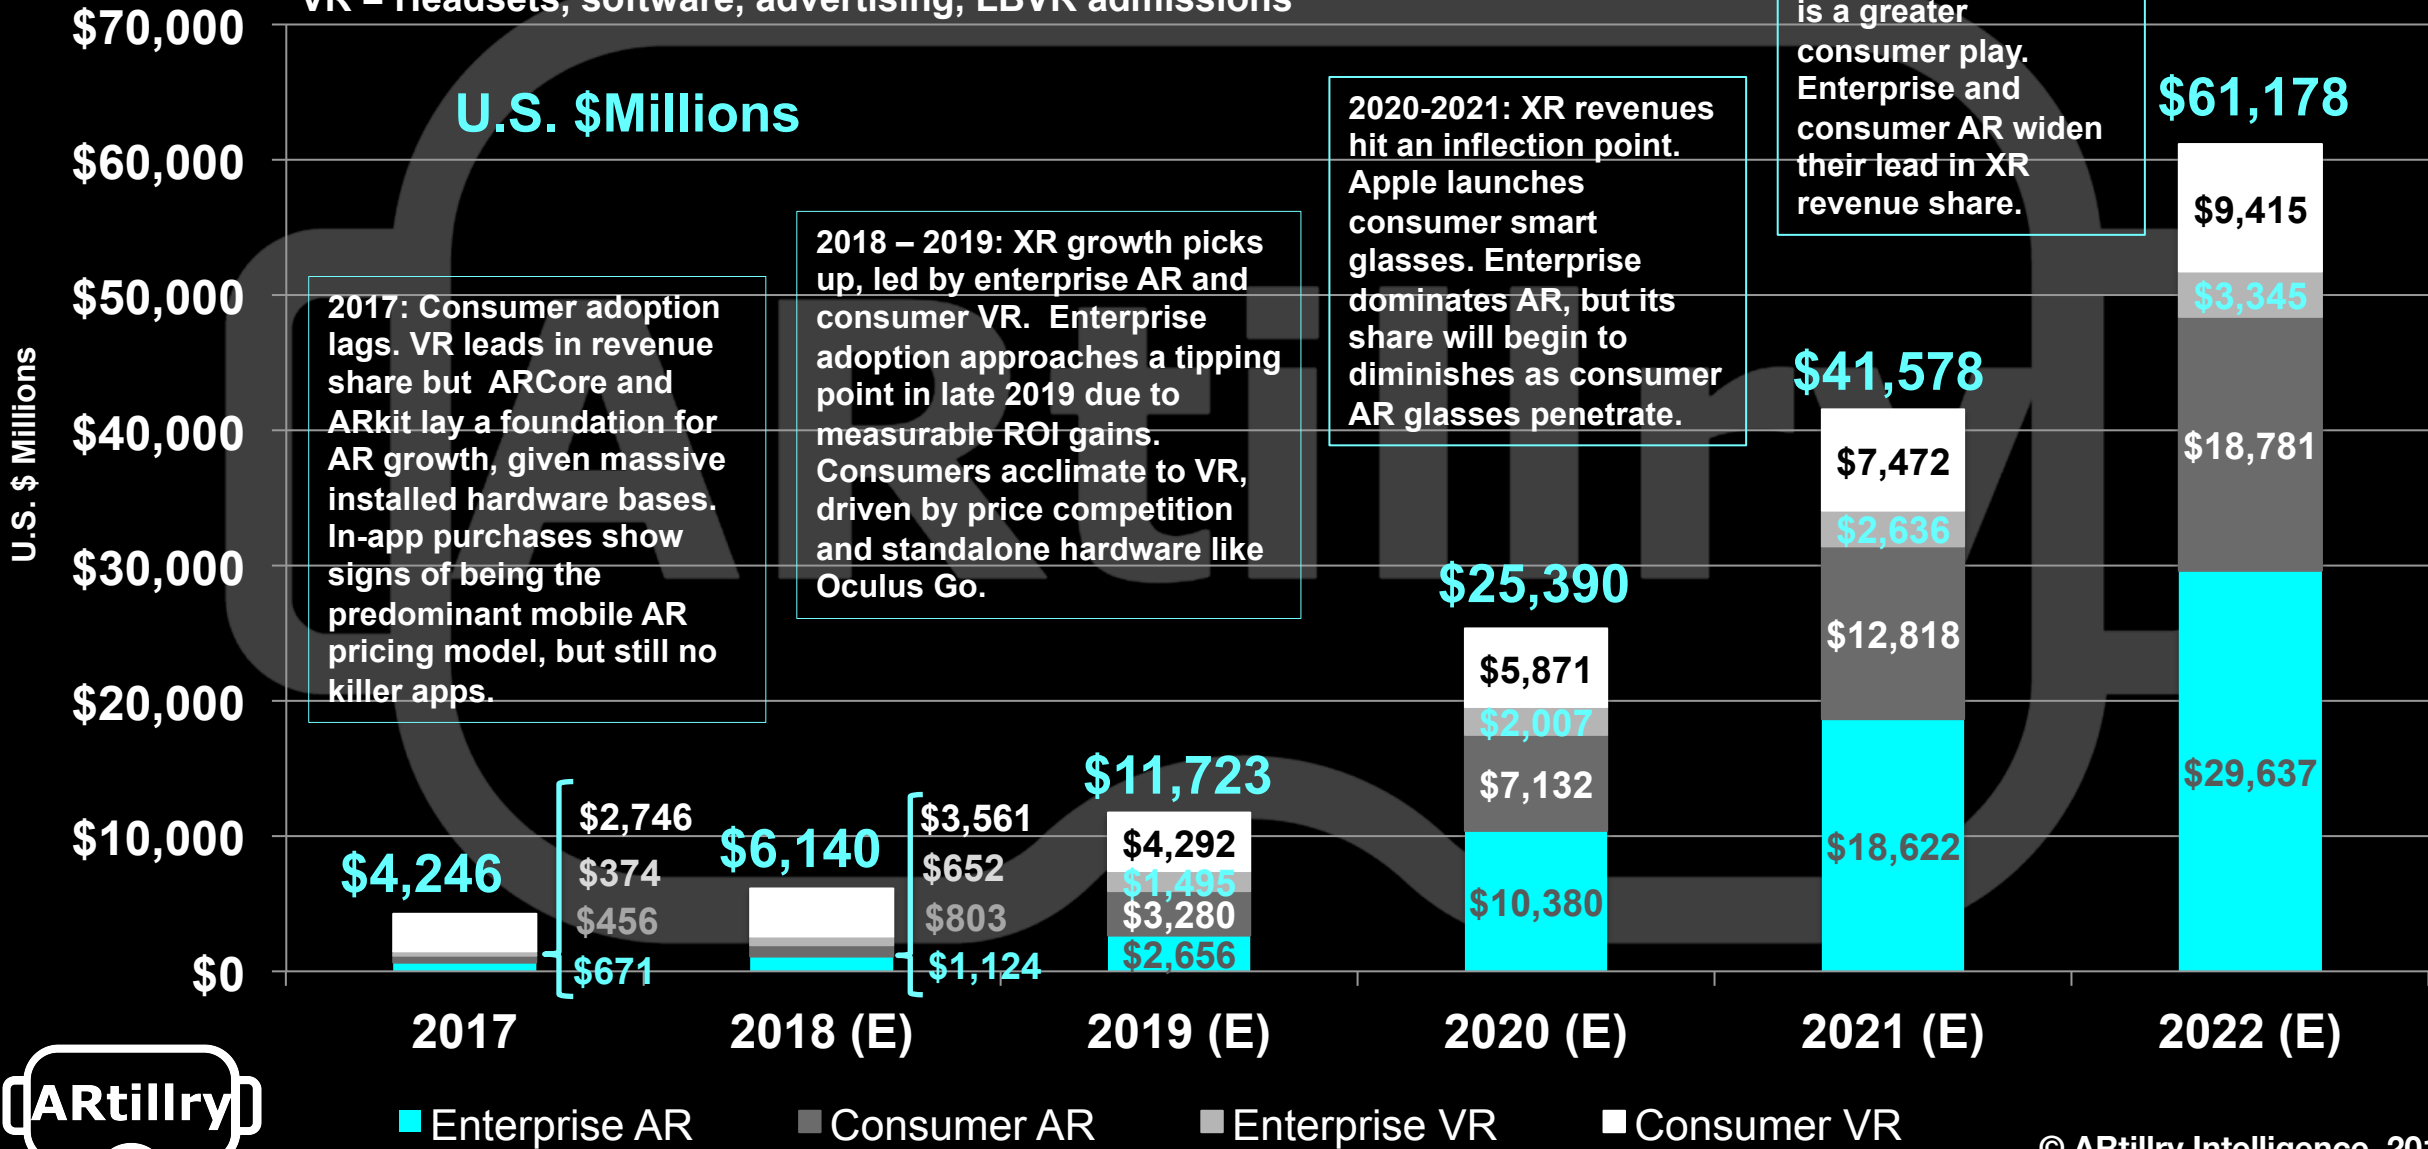 VR – Headsets, software, advertising, LBVR admissions
U.S. $Millions
U.S. $ Millions
$70,000
$60,000
$50,000
$40,000
$30,000
$20,000
$10,000
$0
2017: Consumer adoption
lags. VR leads in revenue
share but ARCore and
ARkit lay a foundation for
AR growth, given massive
installed hardware bases.
In-app purchases show
signs of being the
predominant mobile AR
pricing model, but still no
killer apps.
2018 – 2019: XR growth picks
up, led by enterprise AR and
consumer VR. Enterprise
adoption approaches a tipping
point in late 2019 due to
measurable ROI gains.
Consumers acclimate to VR,
driven by price competition
and standalone hardware like
Oculus Go.
2020-2021: XR revenues
hit an inflection point.
Apple launches
consumer smart
glasses. Enterprise
dominates AR, but its
share will begin to
diminishes as consumer
AR glasses penetrate.
is a greater
consumer play.
Enterprise and
consumer AR widen
their lead in XR
revenue share.
$4,246
$2,746
$374
$456
$671
$6,140
$3,561
$652
$803
$1,124
$11,723
$4,292
$1,495
$3,280
$2,656
$25,390
$5,871
$2,007
$7,132
$10,380
$41,578
$7,472
$2,636
$12,818
$18,622
$61,178
$9,415
$3,345
$18,781
$29,637
2017
2018 (E)
2019 (E)
2020 (E)
2021 (E)
2022 (E)
ARtillry
ARtillry
Enterprise AR
Consumer AR
Enterprise VR
Consumer VR
© ARtillry Intelligence